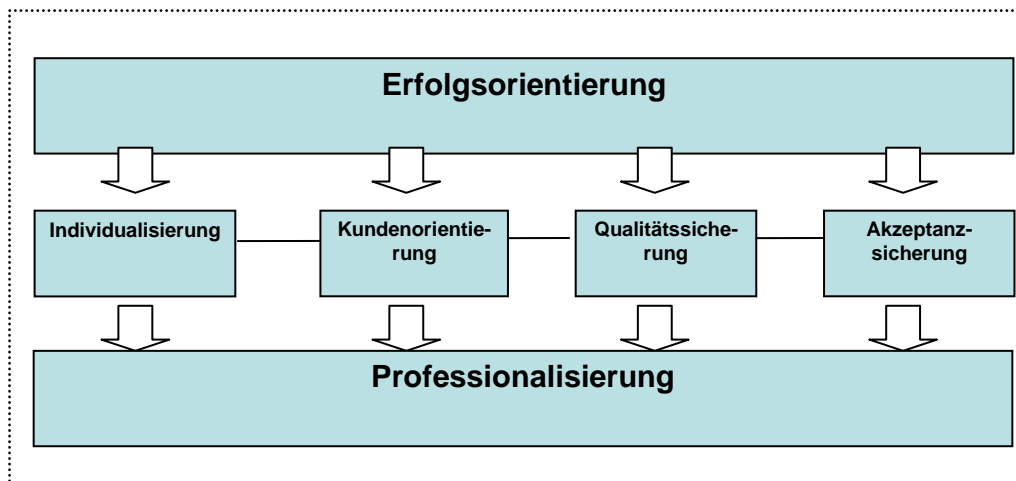 Erfolgsorientierung
Individualisierung
Kundenorientie-
rung
Qualitätssiche-
rung
Akzeptanz-
sicherung
Professionalisierung